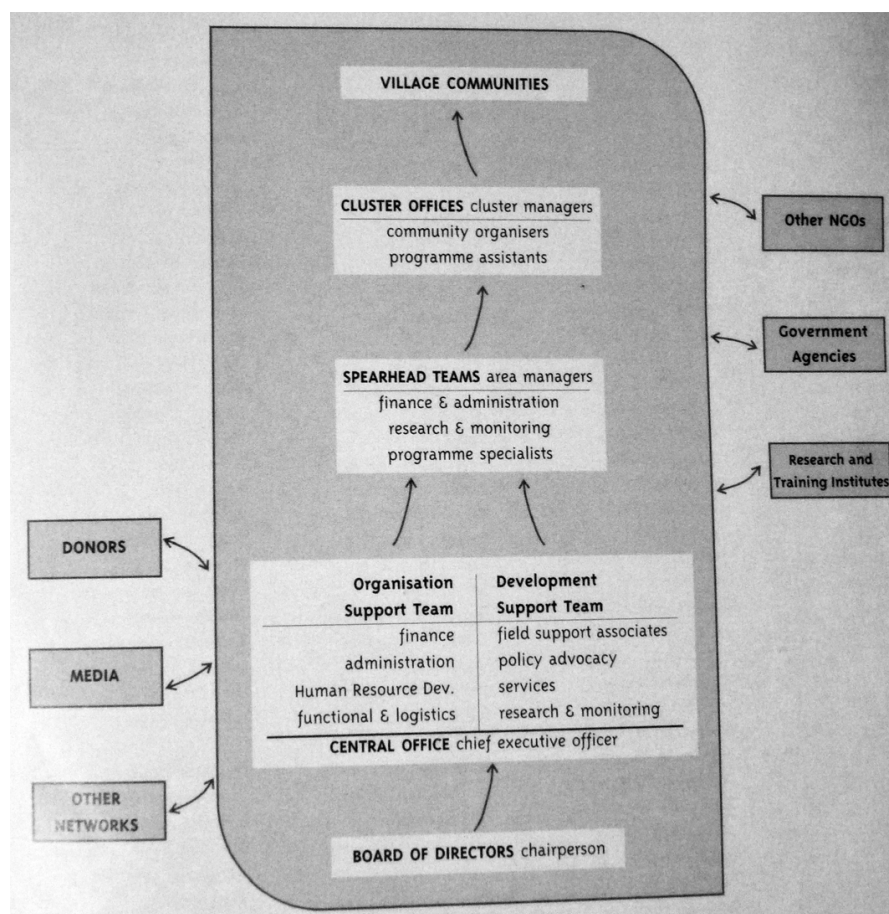 VILLAGE COMMUNITIES
CLUSTER OFFICES cluster managers
community organisers
programme assistants
Other NGOs
Government
Agencies
SPEARHEAD TEAMS area managers
finance & administration
research & monitoring
programme specialists
Research and
Training Institutes
DONORS
MEDIA
OTHER
NETWORKS
Organisation
Support Team
finance
administration
Human Resource Dev.
functional & logistics
Development
Support Team
field support associates
policy advocacy
services
research & monitoring
CENTRAL OFFICE chief executive officer
BOARD OF DIRECTORS chairperson